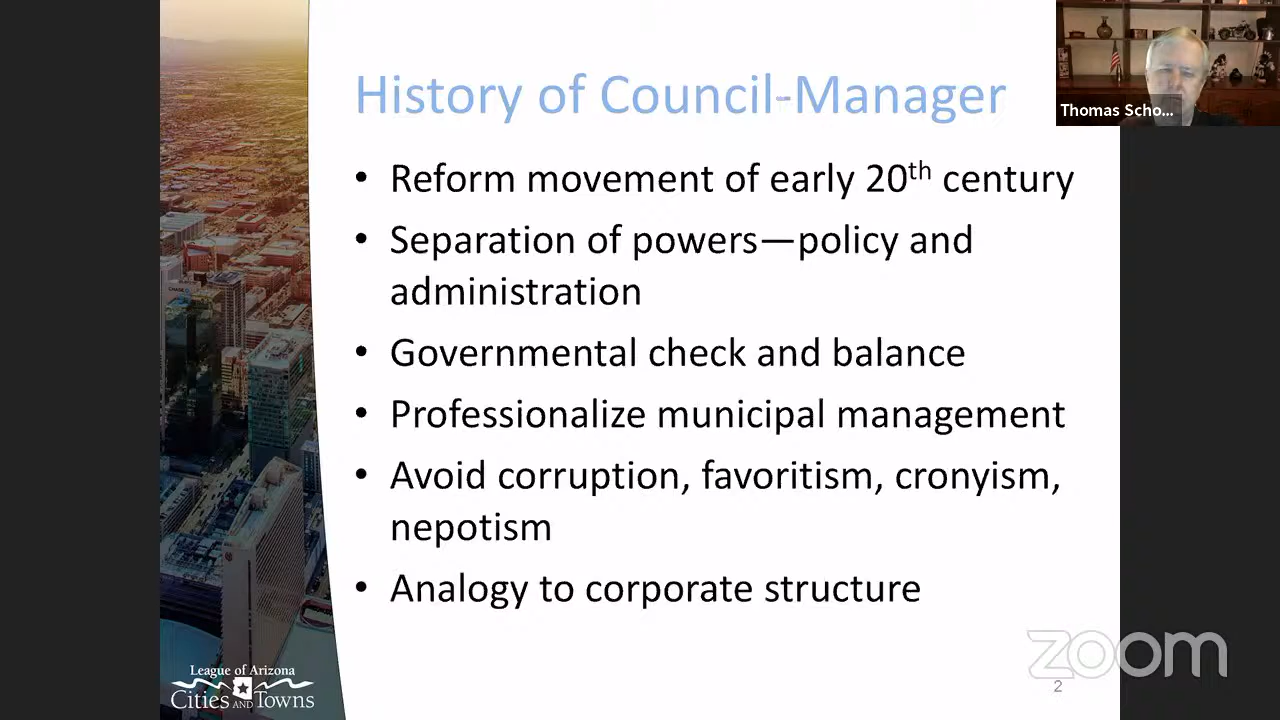 History of Council-Manager
Thomas Scho...
• Reform movement of early 20th century
• Separation of powers—policy and
administration
• Governmental check and balance
• Professionalize municipal management
• Avoid corruption, favoritism, cronyism,
nepotism
• Analogy to corporate structure
League of Arizona
Cities AND Towns
zoom
2